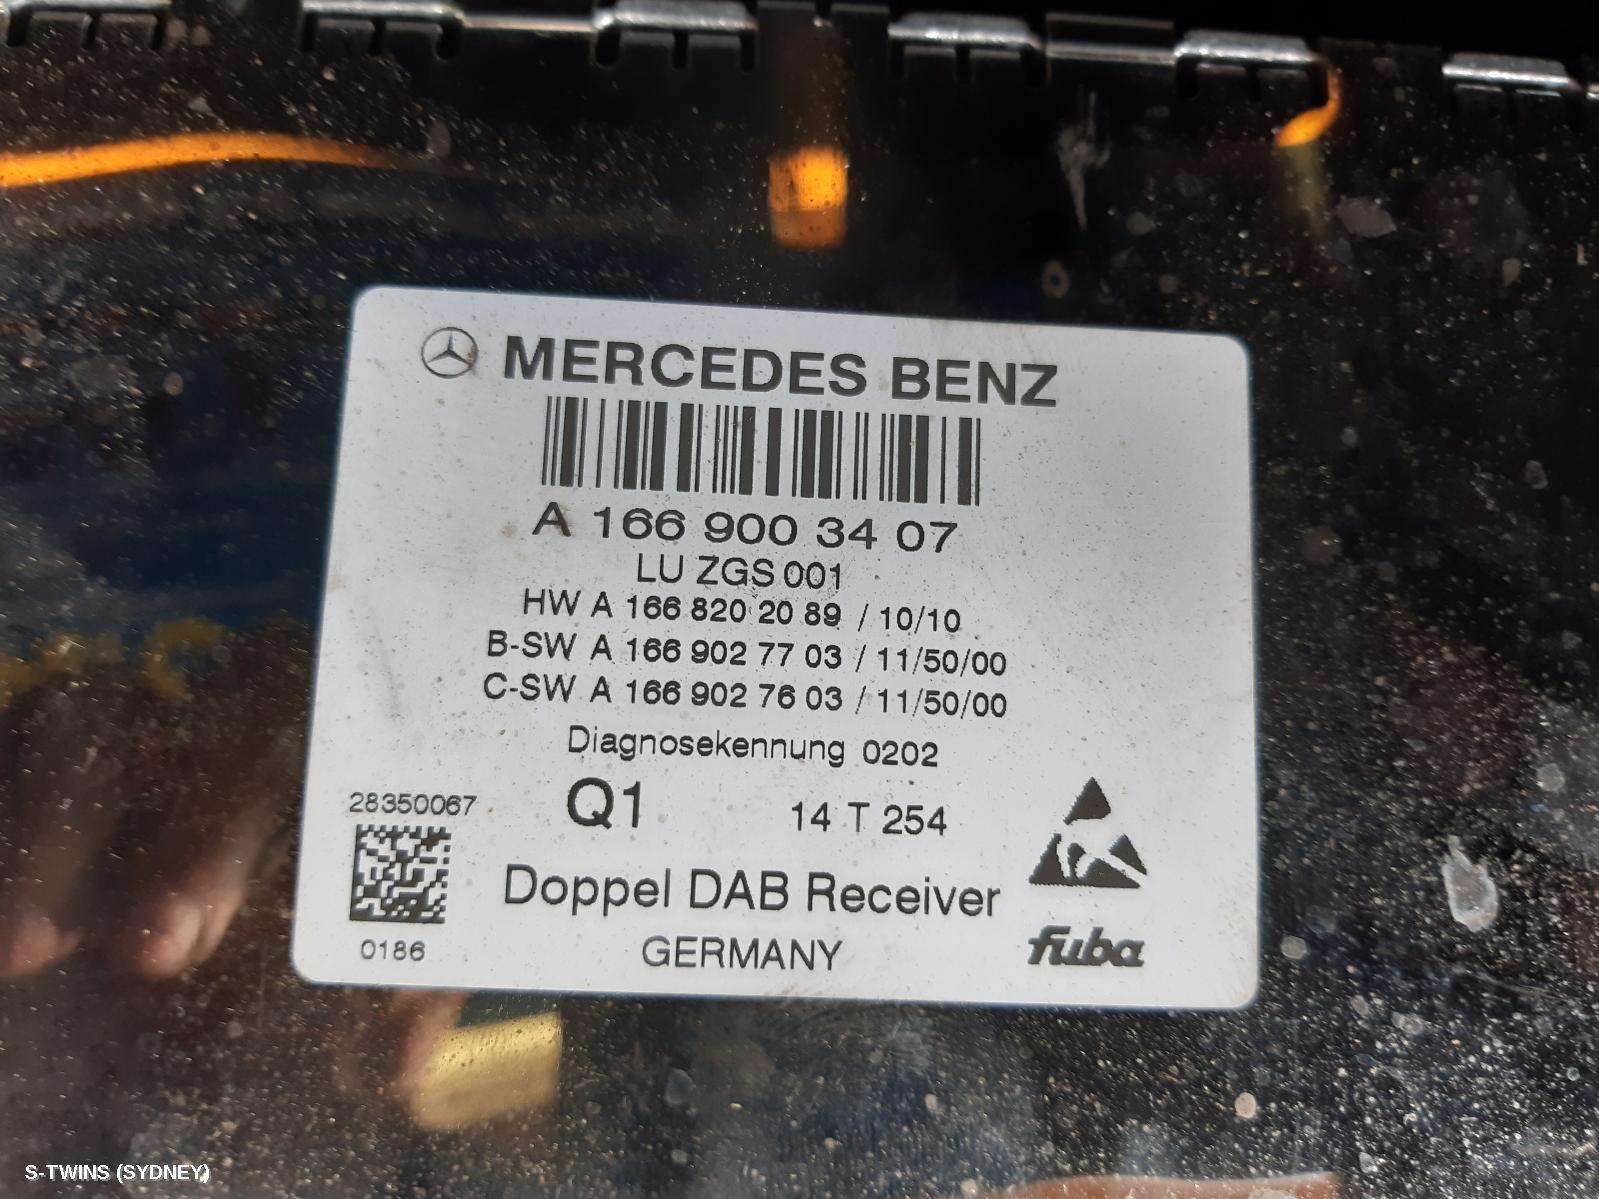 MERCEDES BENZ
A 166 900 34 07
LU ZGS 001
HW A 166 820 20 89 / 10/10
B-SW A 166 902 77 03 / 11/50/00
C-SW A 166 902 76 03 / 11/50/00
Diagnosekennung 0202
28350067 Q1 14 T 254
Doppel DAB Receiver
0186 GERMANY fuba
S-TWINS (SYDNEY)